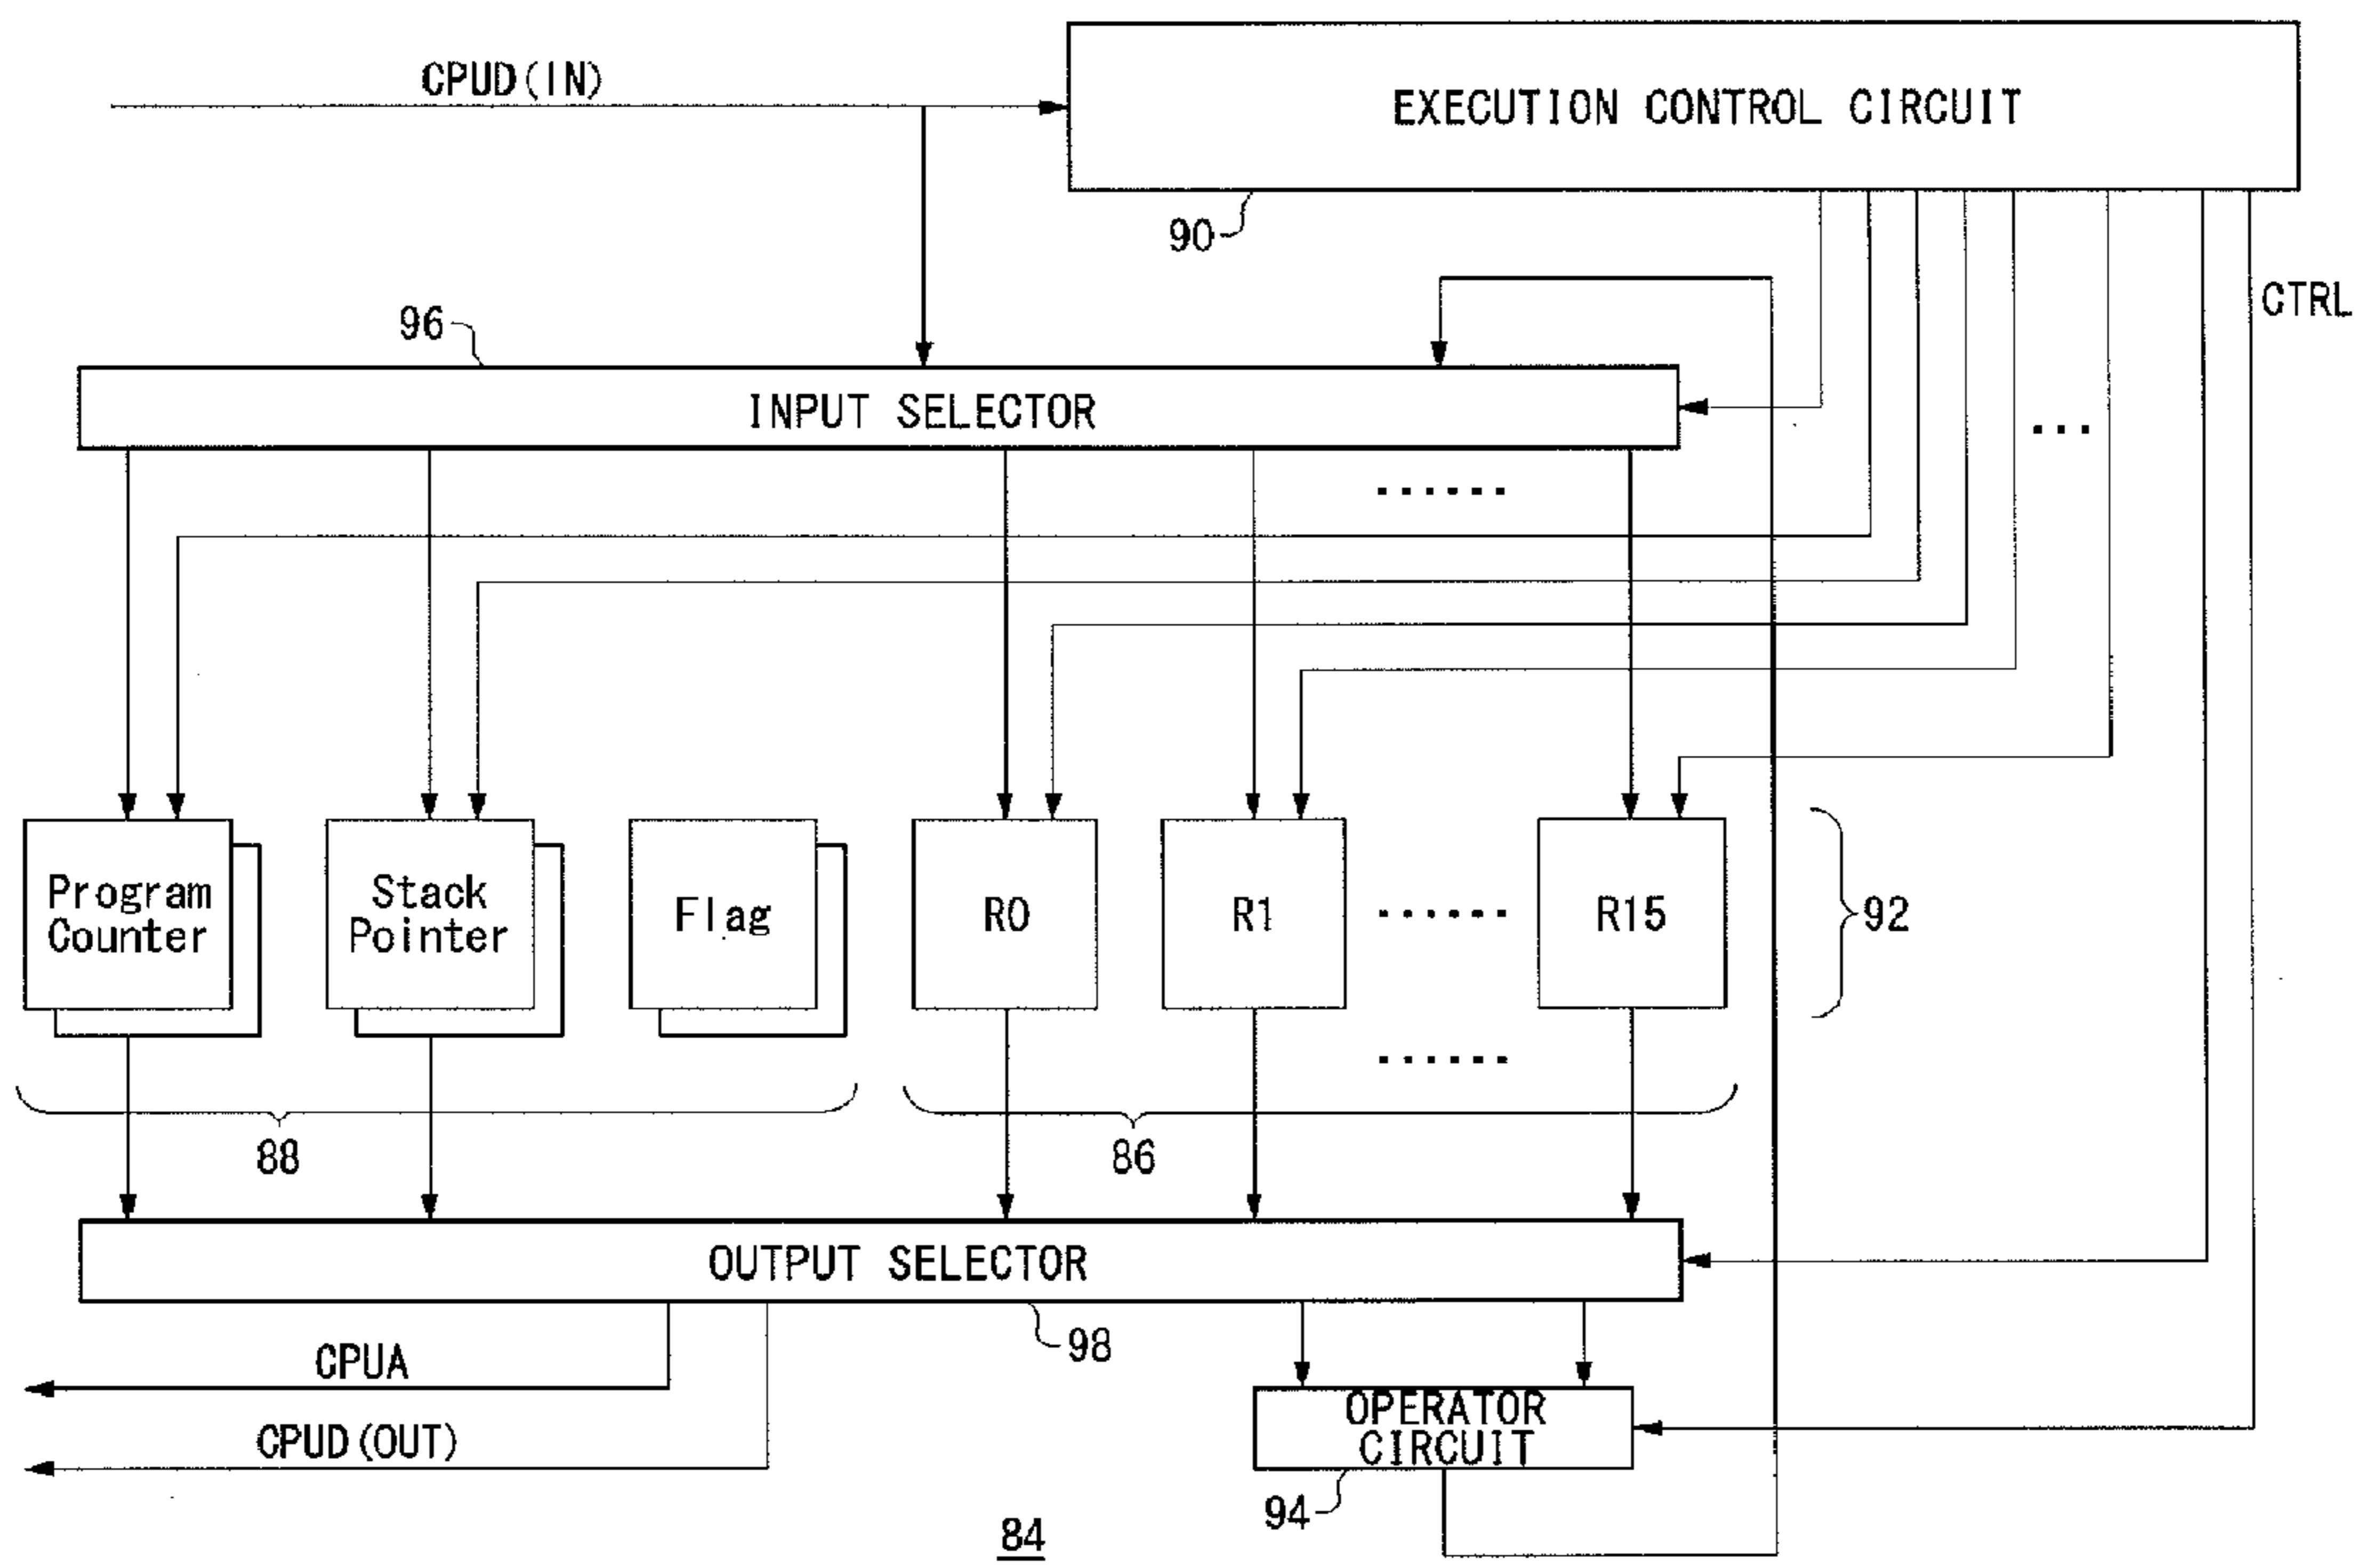 CPUD(IN)
EXECUTION CONTROL CIRCUIT
90
CTRL
96
INPUT SELECTOR
...
......
Program
Counter
Stack
Pointer
Flag
R0
R1
......
R15
92
......
88
86
OUTPUT SELECTOR
98
CPUA
CPUD(OUT)
OPERATOR
CIRCUIT
94
84